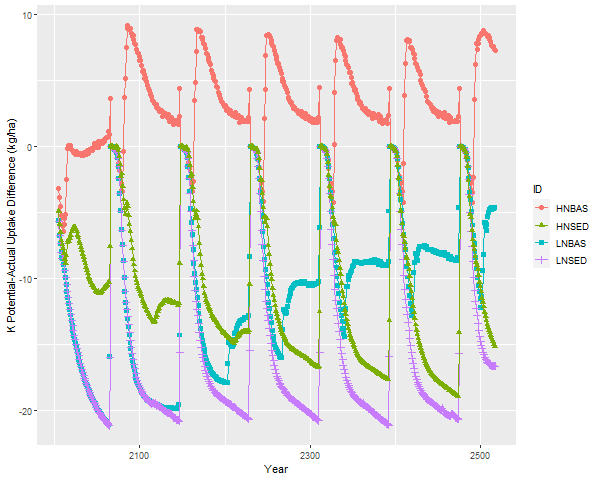 10
0
-10
-20
K Potential-Actual Uptake Difference (kg/ha)
2100
2300
2500
Year
ID
HNBAS
HNSED
LNBAS
LNSED